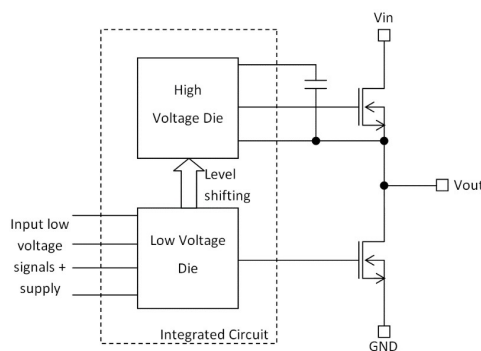 Vin
High
Voltage Die
Level
shifting
Vout
Input low
voltage
signals +
supply
Low Voltage
Die
Integrated Circuit
GND